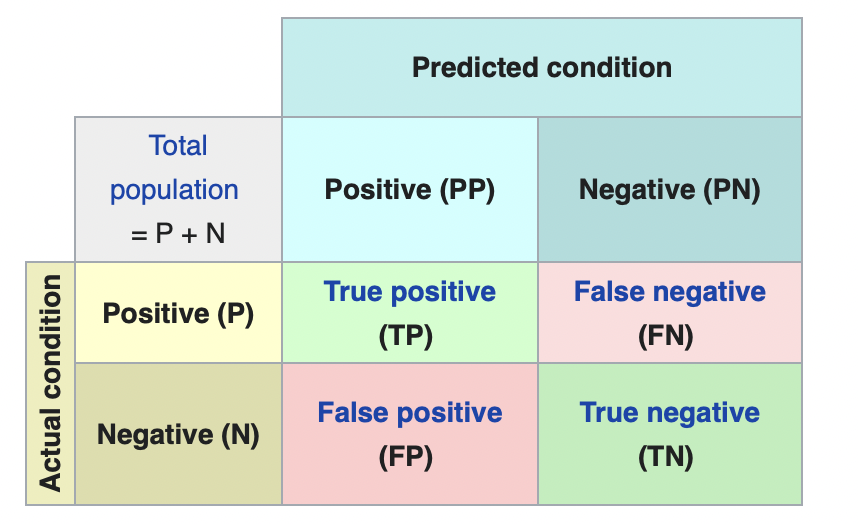 Predicted condition
Total
population
= P + N
Positive (PP)
Negative (PN)
Actual condition
Positive (P)
True positive
(TP)
False negative
(FN)
Negative (N)
False positive
(FP)
True negative
(TN)